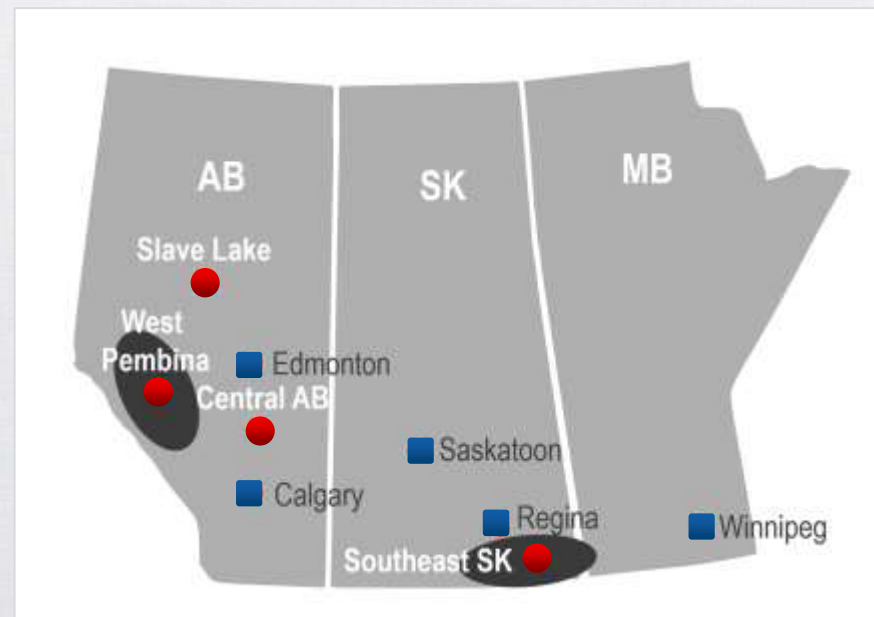 AB
SK
MB
Slave Lake
West
Pembina
Edmonton
Central AB
Saskatoon
Calgary
Regina
Winnipeg
Southeast SK